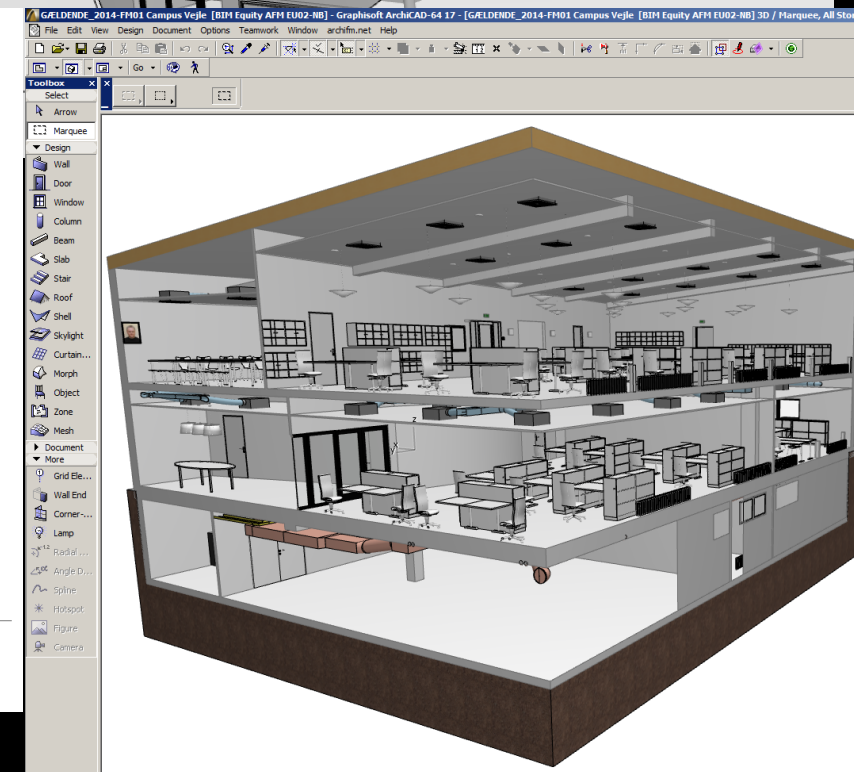 GÆLDENDE_2014-FM01 Campus Vejle [BIM Equity AFM EU02-NB] - Graphisoft ArchiCAD-64 17 - [GÆLDENDE_2014-FM01 Campus Vejle [BIM Equity AFM EU02-NB] 3D / Marquee, All Stor
File Edit View Design Document Options Teamwork Window archifm.net Help
Go
Toolbox
Select
Arrow
Marquee
Design
Wall
Door
Window
Column
Beam
Slab
Stair
Roof
Shell
Skylight
Curtain...
Morph
Object
Zone
Mesh
Document
More
Grid Ele...
Wall End
Corner-...
Lamp
Radial ...
Angle D...
Spline
Hotspot
Figure
Camera
z
x